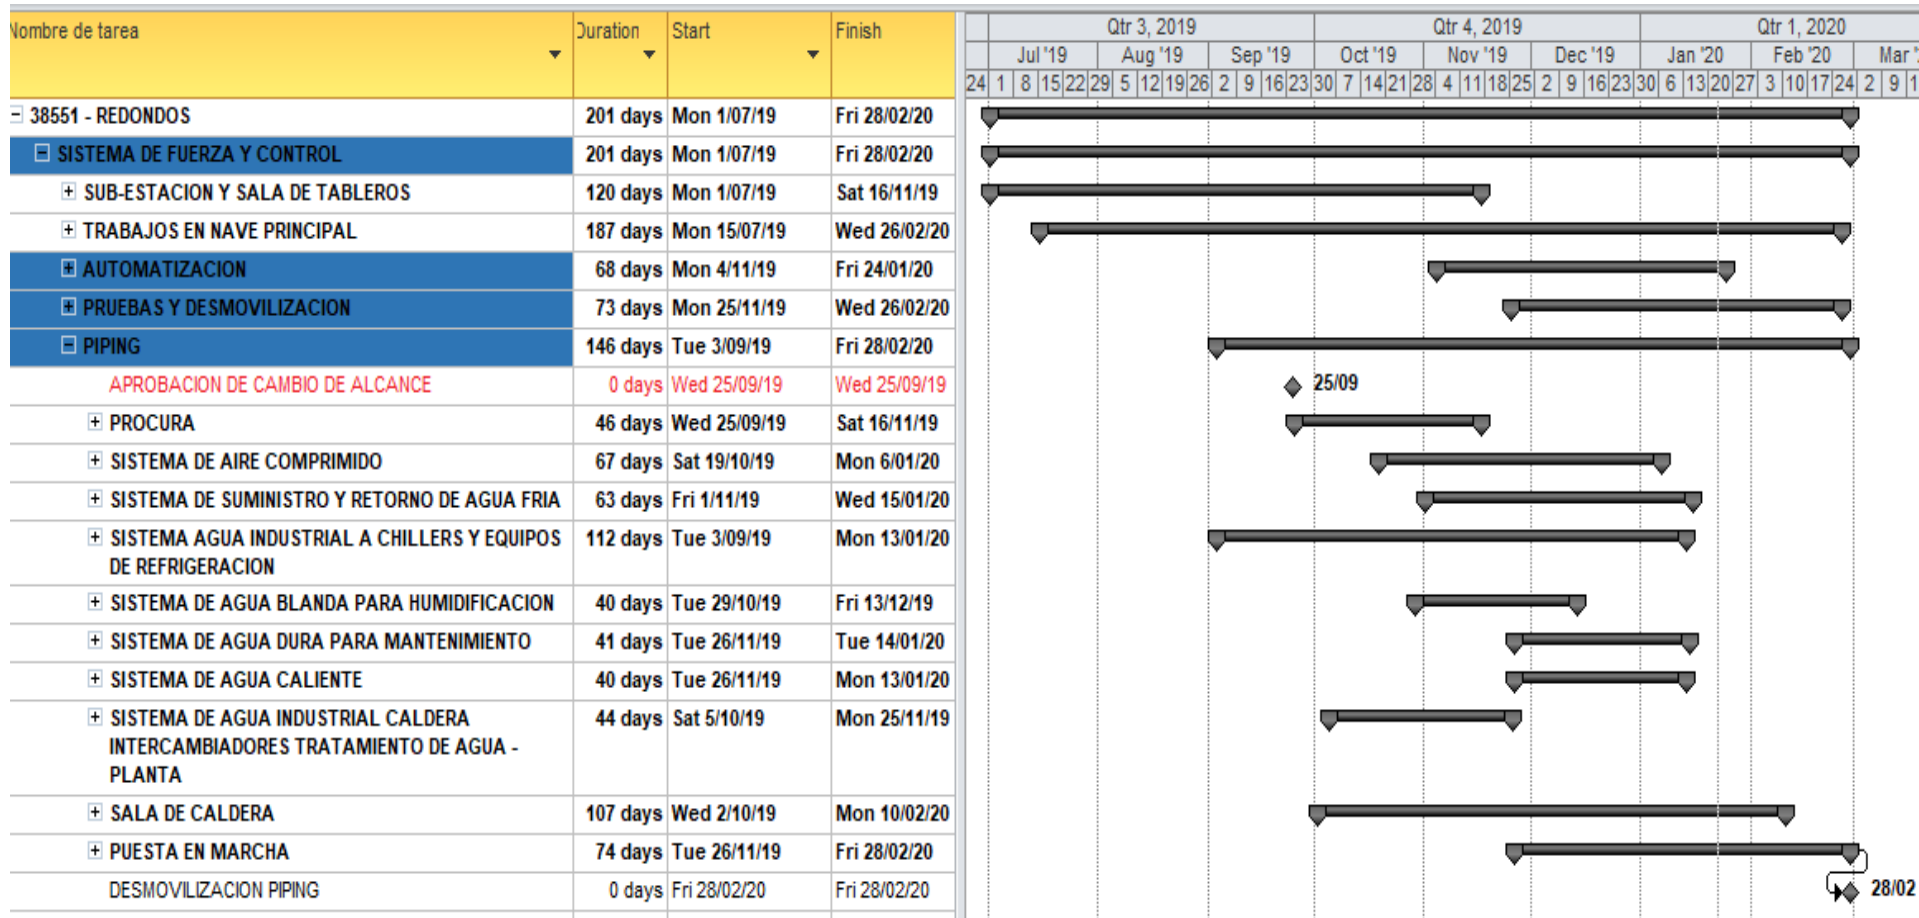 Nombre de tarea Duration Start Finish
Qtr 3, 2019 Qtr 4, 2019 Qtr 1, 2020
Jul '19 Aug '19 Sep '19 Oct '19 Nov '19 Dec '19 Jan '20 Feb '20 Mar '
24 1 8 15 22 29 5 12 19 26 2 9 16 23 30 7 14 21 28 4 11 18 25 2 9 16 23 30 6 13 20 27 3 10 17 24 2 9 1
38551 - REDONDOS 201 days Mon 1/07/19 Fri 28/02/20
SISTEMA DE FUERZA Y CONTROL 201 days Mon 1/07/19 Fri 28/02/20
SUB-ESTACION Y SALA DE TABLEROS 120 days Mon 1/07/19 Sat 16/11/19
TRABAJOS EN NAVE PRINCIPAL 187 days Mon 15/07/19 Wed 26/02/20
AUTOMATIZACION 68 days Mon 4/11/19 Fri 24/01/20
PRUEBAS Y DESMOVILIZACION 73 days Mon 25/11/19 Wed 26/02/20
PIPING 146 days Tue 3/09/19 Fri 28/02/20
APROBACION DE CAMBIO DE ALCANCE 0 days Wed 25/09/19 Wed 25/09/19 25/09
PROCURA 46 days Wed 25/09/19 Sat 16/11/19
SISTEMA DE AIRE COMPRIMIDO 67 days Sat 19/10/19 Mon 6/01/20
SISTEMA DE SUMINISTRO Y RETORNO DE AGUA FRIA 63 days Fri 1/11/19 Wed 15/01/20
SISTEMA AGUA INDUSTRIAL A CHILLERS Y EQUIPOS 112 days Tue 3/09/19 Mon 13/01/20
DE REFRIGERACION
SISTEMA DE AGUA BLANDA PARA HUMIDIFICACION 40 days Tue 29/10/19 Fri 13/12/19
SISTEMA DE AGUA DURA PARA MANTENIMIENTO 41 days Tue 26/11/19 Tue 14/01/20
SISTEMA DE AGUA CALIENTE 40 days Tue 26/11/19 Mon 13/01/20
SISTEMA DE AGUA INDUSTRIAL CALDERA 44 days Sat 5/10/19 Mon 25/11/19
INTERCAMBIADORES TRATAMIENTO DE AGUA -
PLANTA
SALA DE CALDERA 107 days Wed 2/10/19 Mon 10/02/20
PUESTA EN MARCHA 74 days Tue 26/11/19 Fri 28/02/20
DESMOVILIZACION PIPING 0 days Fri 28/02/20 Fri 28/02/20 28/02